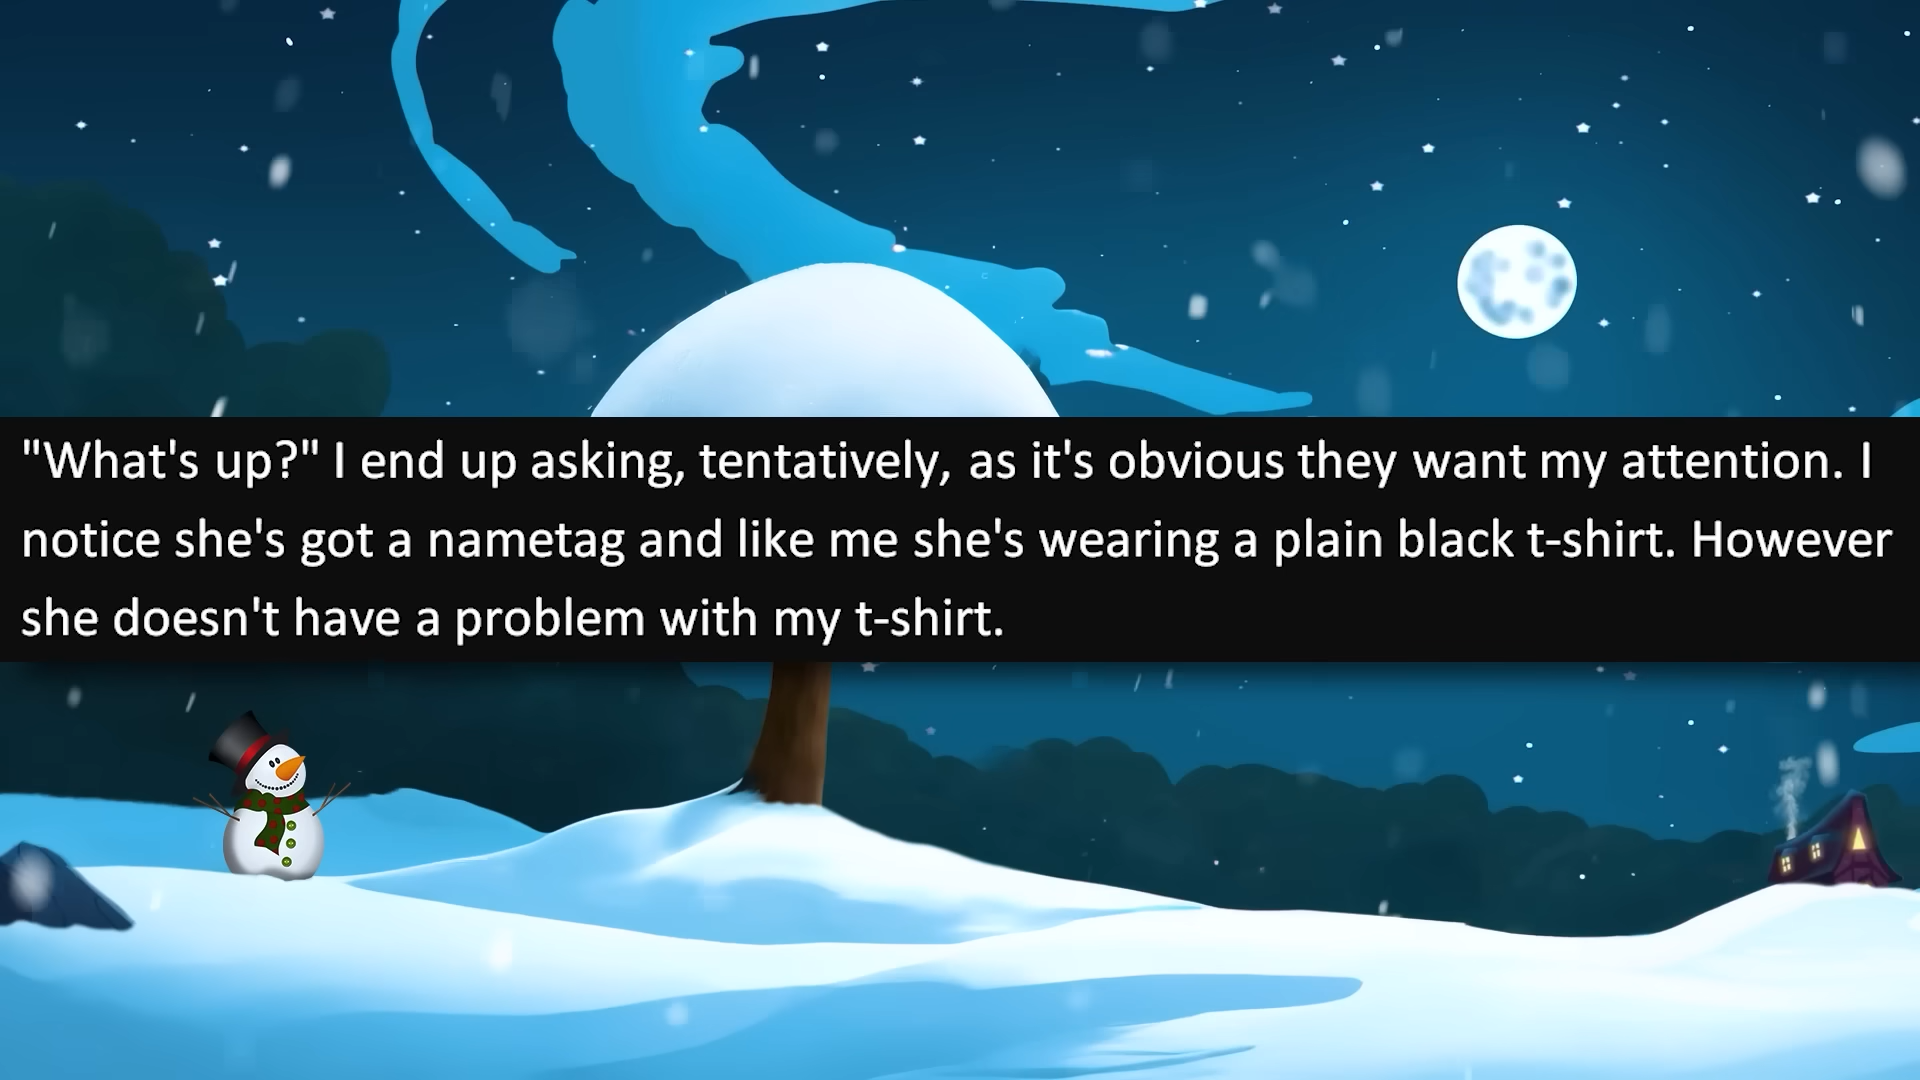 "What's up?" I end up asking, tentatively, as it's obvious they want my attention. I
notice she's got a nametag and like me she's wearing a plain black t-shirt. However
she doesn't have a problem with my t-shirt.